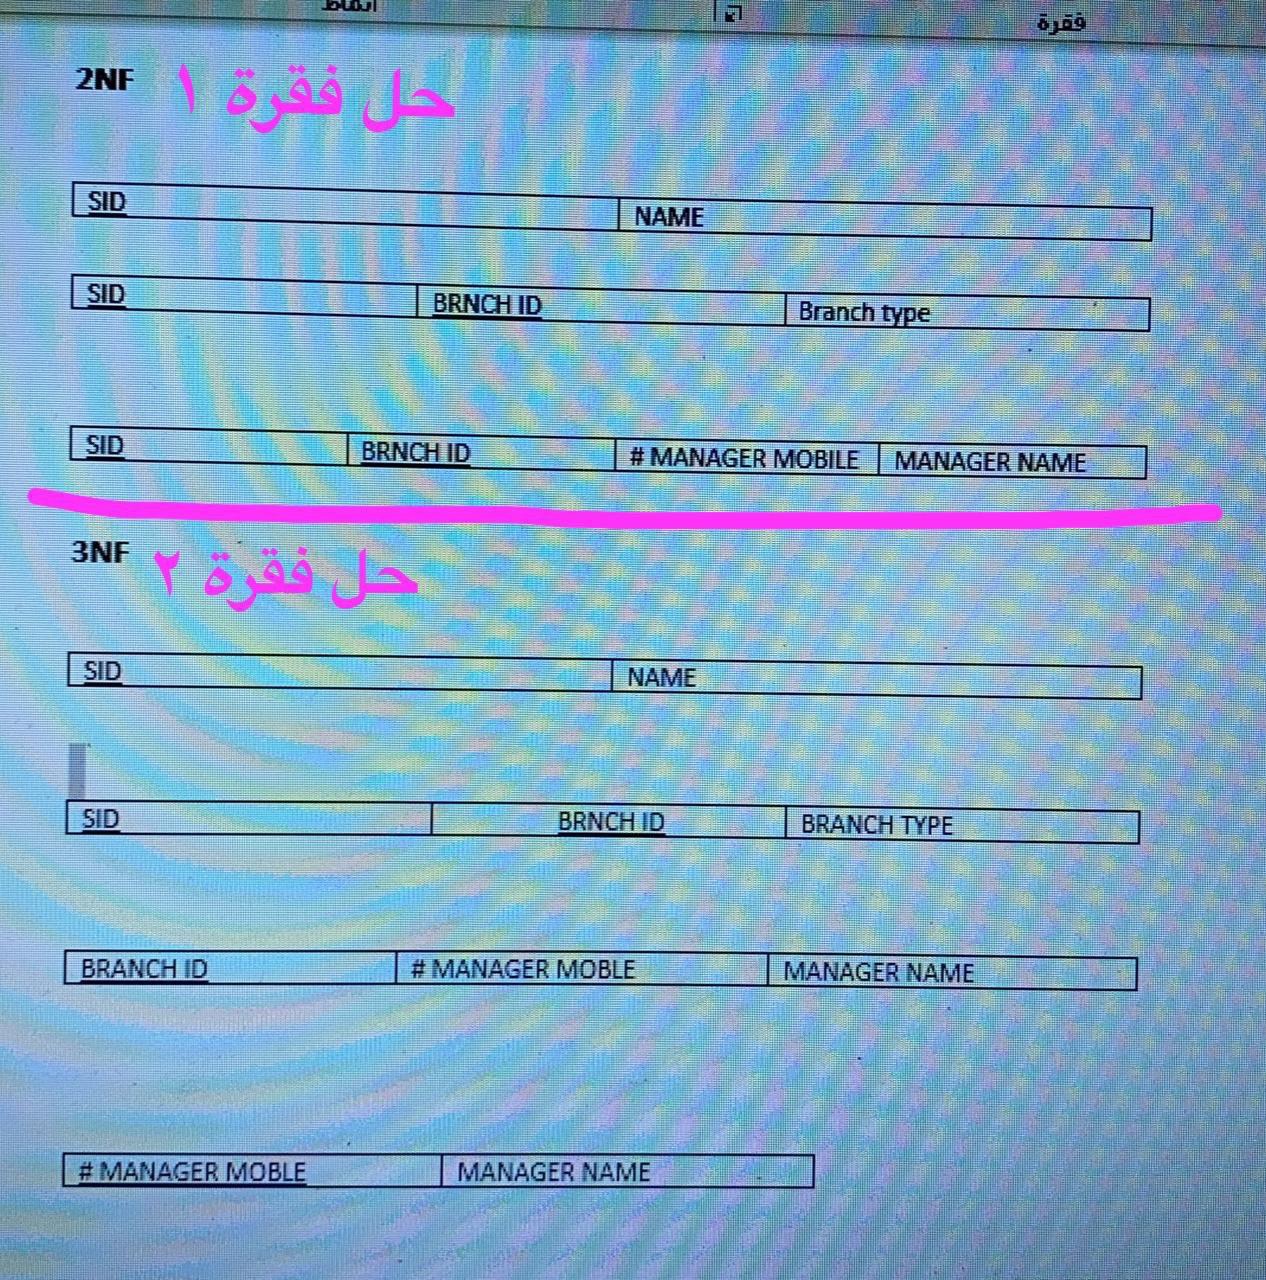 فقرة
2NF حل فقرة ١
SID NAME
SID BRNCH ID Branch type
SID BRNCH ID # MANAGER MOBILE MANAGER NAME
3NF حل فقرة ٢
SID NAME
SID BRNCH ID BRANCH TYPE
BRANCH ID # MANAGER MOBLE MANAGER NAME
# MANAGER MOBLE MANAGER NAME